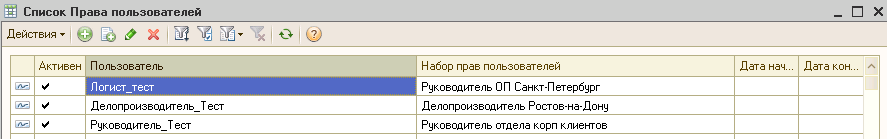 Список Права пользователей
Действия
Активен Пользователь Набор прав пользователей Дата нач... Дата кон...
Логист_тест Руководитель ОП Санкт-Петербург
Делопроизводитель_Тест Делопроизводитель Ростов-на-Дону
Руководитель_Тест Руководитель отдела корп клиентов